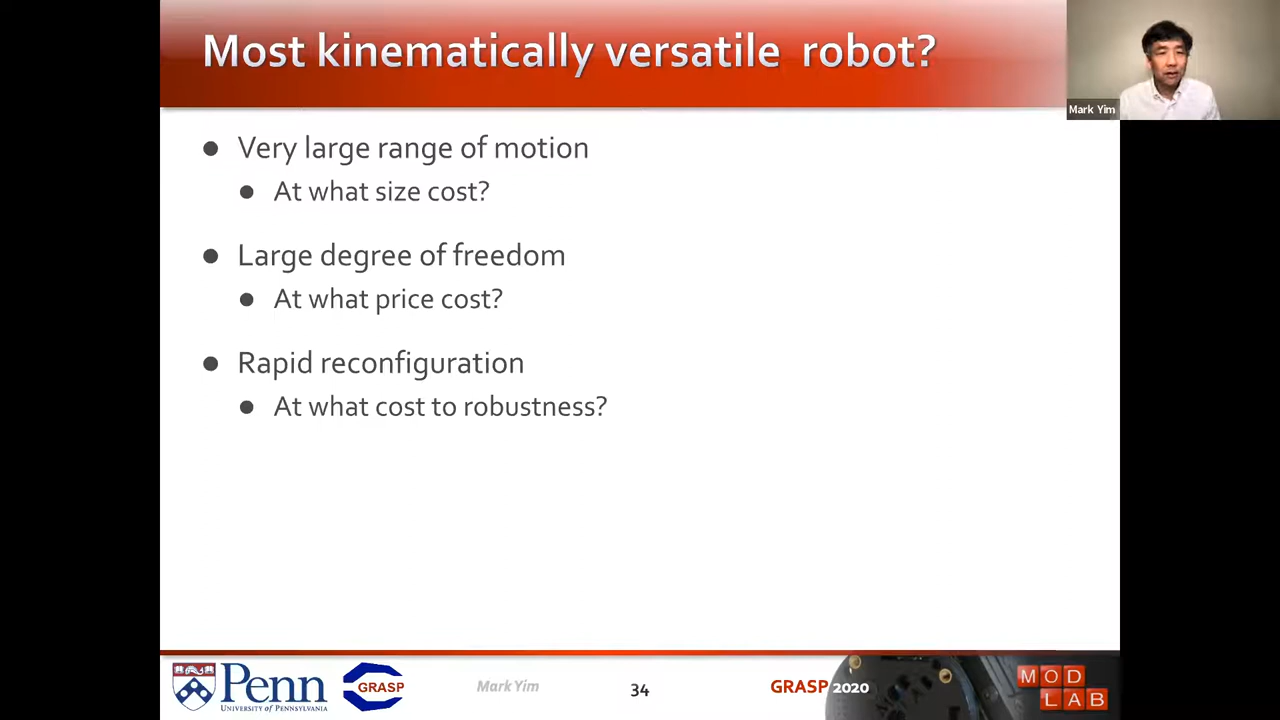 Most kinematically versatile robot?
Mark Yim
Very large range of motion
At what size cost?
Large degree of freedom
At what price cost?
Rapid reconfiguration
At what cost to robustness?
Penn
UNIVERSITY of PENNSYLVANIA
GRASP
Mark Yim
34
GRASP 2020
MOD
LAB